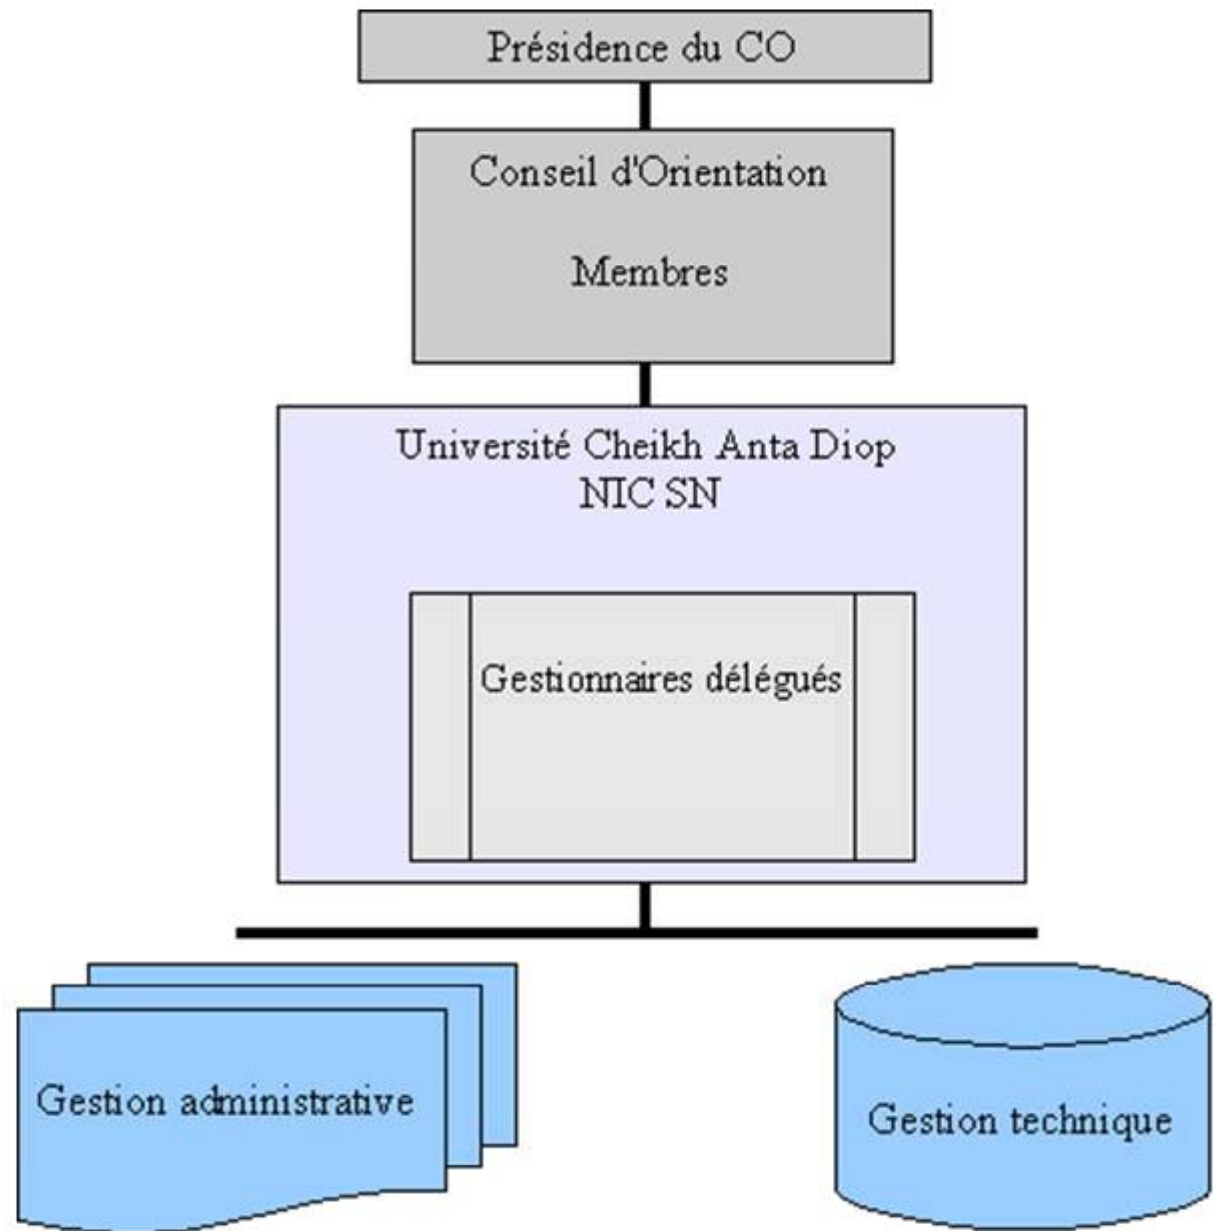 Présidence du CO
Conseil d'Orientation
Membres
Université Cheikh Anta Diop
NIC SN
Gestionnaires délégués
Gestion administrative
Gestion technique